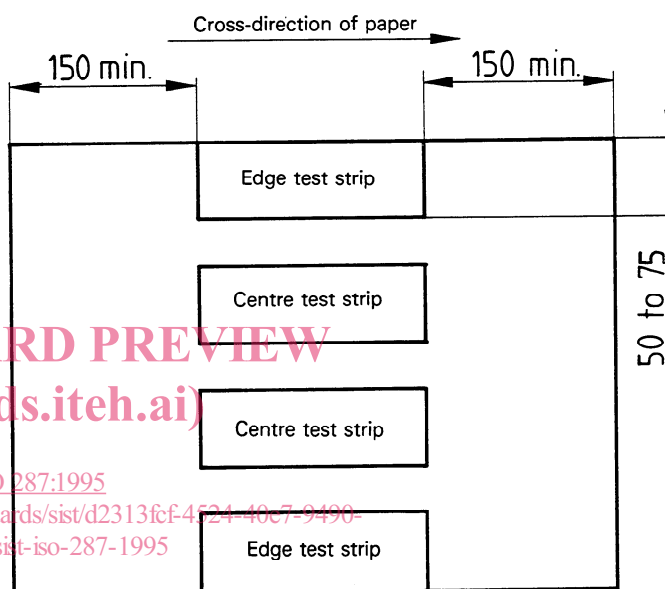 Cross-direction of paper
150 min.
150 min.
Edge test strip
50 to 75
Centre test strip
RD PREVIEW
ds.iteh.ai)
Centre test strip
287:1995
ards/sist/d2313fcf-4524-40c7-9490-
sist-iso-287-1995
Edge test strip